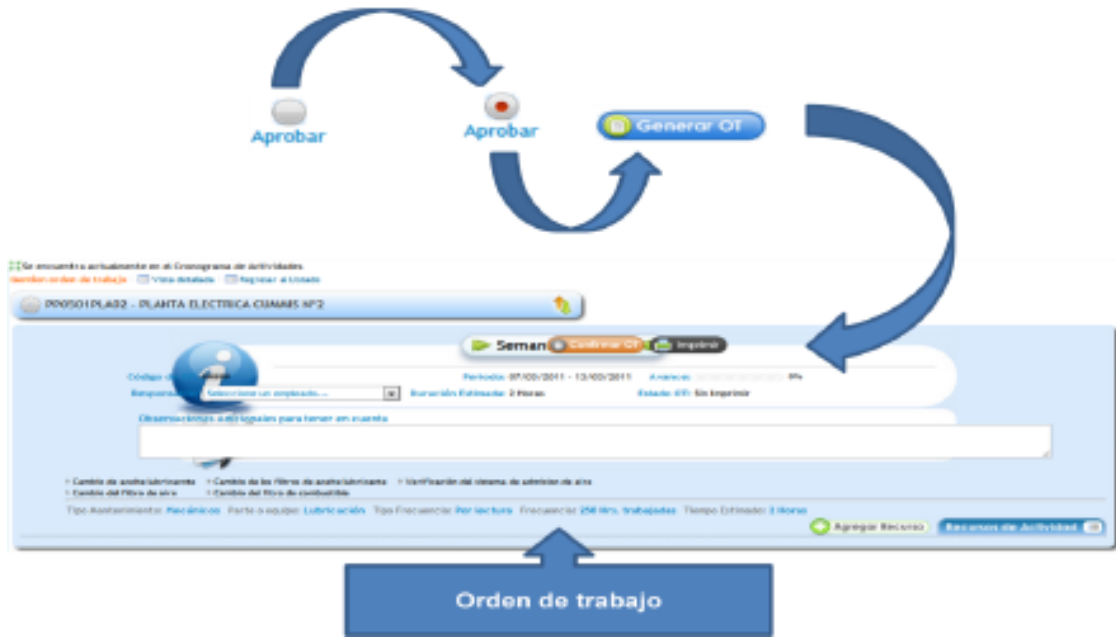 Aprobar
Aprobar
Generar OT
Se encuentra actualmente en el Cronograma de Actividades
Gestion orden de trabajo Vista detallada Regresar al listado
PP0501PLA02 - PLANTA ELECTRICA CUMMIS Nº2
Seman Confirmar OT Imprimir
Código Periodo: 07/03/2011 - 13/03/2011 Avance: 0%
Respons Seleccione un empleado... Duración Estimada: 2 Horas Estado OT: Sin Imprimir
Observaciones adicionales para tener en cuenta
Cambio de aceite lubricante Cambio de los filtros de aceite lubricante Verificación del sistema de admisión de aire
Cambio del filtro de aire Cambio del filtro de combustible
Tipo Mantenimiento: Mecánicos Parte o equipo: Lubricación Tipo Frecuencia: Por lectura Frecuencia: 250 Hrs. trabajadas Tiempo Estimado: 2 Horas
Agregar Recurso Recursos de Actividad
Orden de trabajo